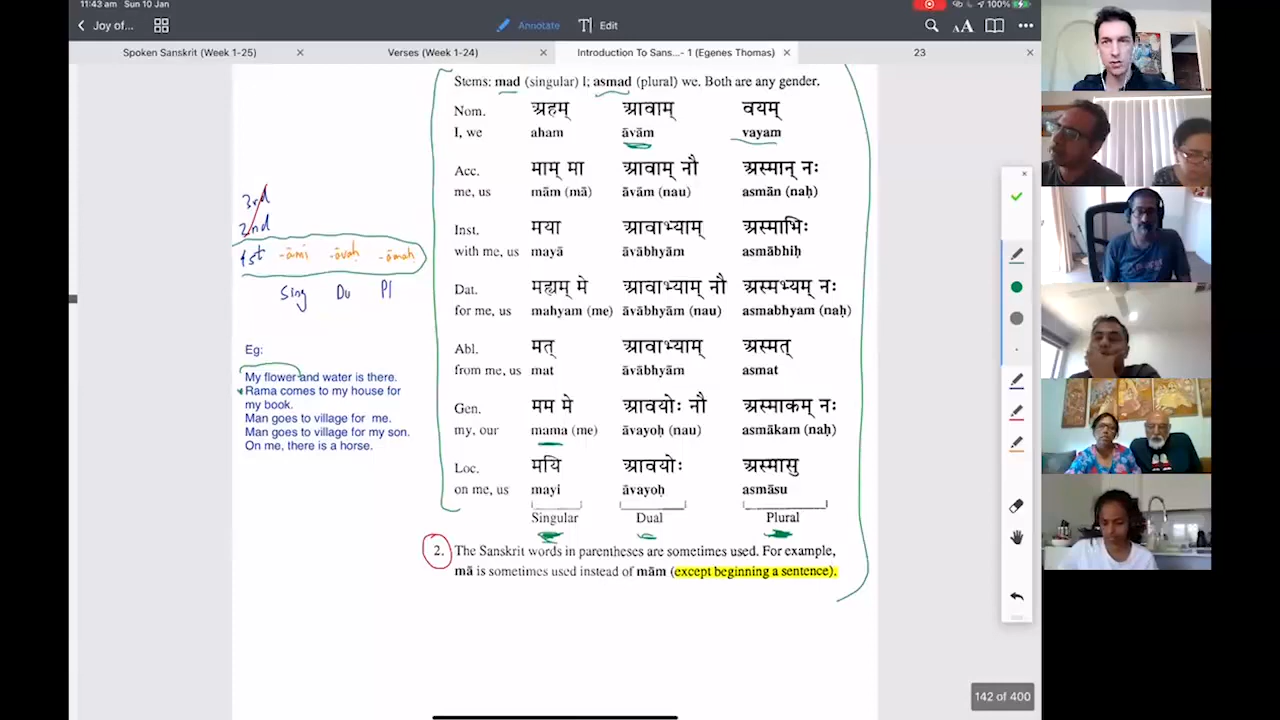 11:43 am Sun 10 Jan
100%
Joy of...
Annotate
Edit
AA
Spoken Sanskrit (Week 1-25)
Verses (Week 1-24)
Introduction To Sans...- 1 (Egenes Thomas)
23
Stems: mad (singular) I; asmad (plural) we. Both are any gender.
Nom. अहम् आवाम् वयम्
I, we aham āvām vayam
Acc. माम् मा आवाम् नौ अस्मान् नः
me, us mām (mā) āvām (nau) asmān (naḥ)
Inst. मया आवाभ्याम् अस्माभिः
with me, us mayā āvābhyām asmābhiḥ
Dat. मह्यम् मे आवाभ्याम् नौ अस्मभ्यम् नः
for me, us mahyam (me) āvābhyām (nau) asmabhyam (naḥ)
Abl. मत् आवाभ्याम् अस्मत्
from me, us mat āvābhyām asmat
Gen. मम मे आवयोः नौ अस्माकम् नः
my, our mama (me) āvayoḥ (nau) asmākam (naḥ)
Loc. मयि आवयोः अस्मासु
on me, us mayi āvayoḥ asmāsu
Singular Dual Plural
2. The Sanskrit words in parentheses are sometimes used. For example,
mā is sometimes used instead of mām (except beginning a sentence).
3rd
2nd
1st -āmi -āvaḥ -āmaḥ
Sing Du Pl
Eg:
My flower and water is there.
Rama comes to my house for
my book.
Man goes to village for me.
Man goes to village for my son.
On me, there is a horse.
142 of 400